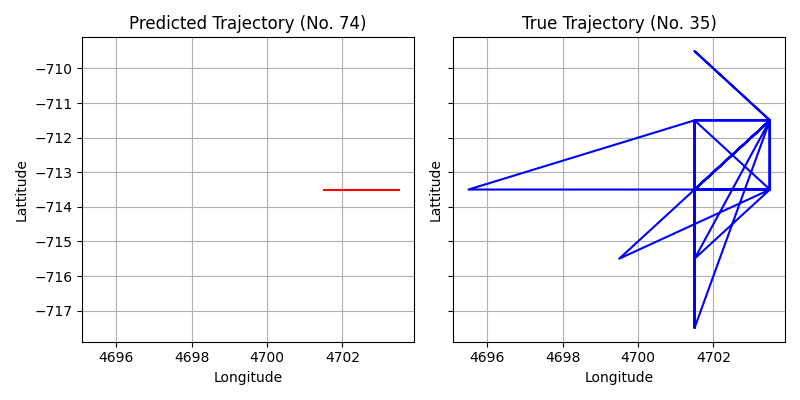 Predicted Trajectory (No. 74)
Lattitude
−710
−711
−712
−713
−714
−715
−716
−717
4696 4698 4700 4702
Longitude
True Trajectory (No. 35)
Lattitude
4696 4698 4700 4702
Longitude